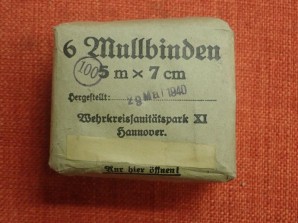 6 Mullbinden
100
5 m × 7 cm
Hergestellt: 29 Mai 1940
Wehrkreissanitätspark XI
Hannover.
Nur hier öffnen!